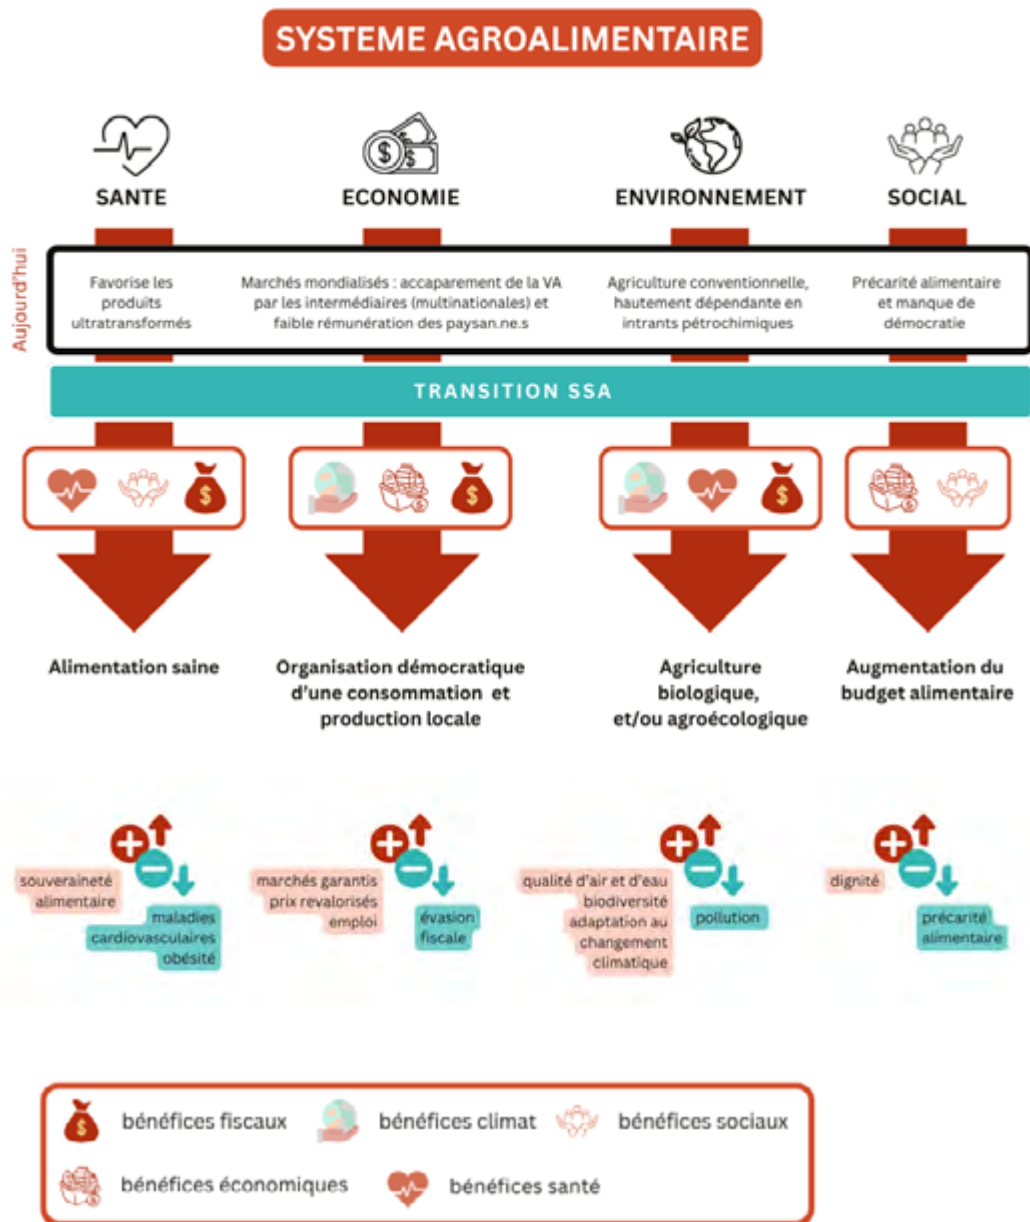 SYSTEME AGROALIMENTAIRE
SANTE
ECONOMIE
ENVIRONNEMENT
SOCIAL
Aujourd'hui
Favorise les
produits
ultratransformés
Marchés mondialisés : accaparement de la VA
par les intermédiaires (multinationales) et
faible rémunération des paysan.ne.s
Agriculture conventionnelle,
hautement dépendante en
intrants pétrochimiques
Précarité alimentaire
et manque de
démocratie
TRANSITION SSA
Alimentation saine
Organisation démocratique
d'une consommation et
production locale
Agriculture
biologique,
et/ou agroécologique
Augmentation du
budget alimentaire
souveraineté
alimentaire
maladies
cardiovasculaires
obésité
marchés garantis
prix revalorisés
emploi
évasion
fiscale
qualité d'air et d'eau
biodiversité
adaptation au
changement
climatique
pollution
dignité
précarité
alimentaire
bénéfices fiscaux
bénéfices climat
bénéfices sociaux
bénéfices économiques
bénéfices santé